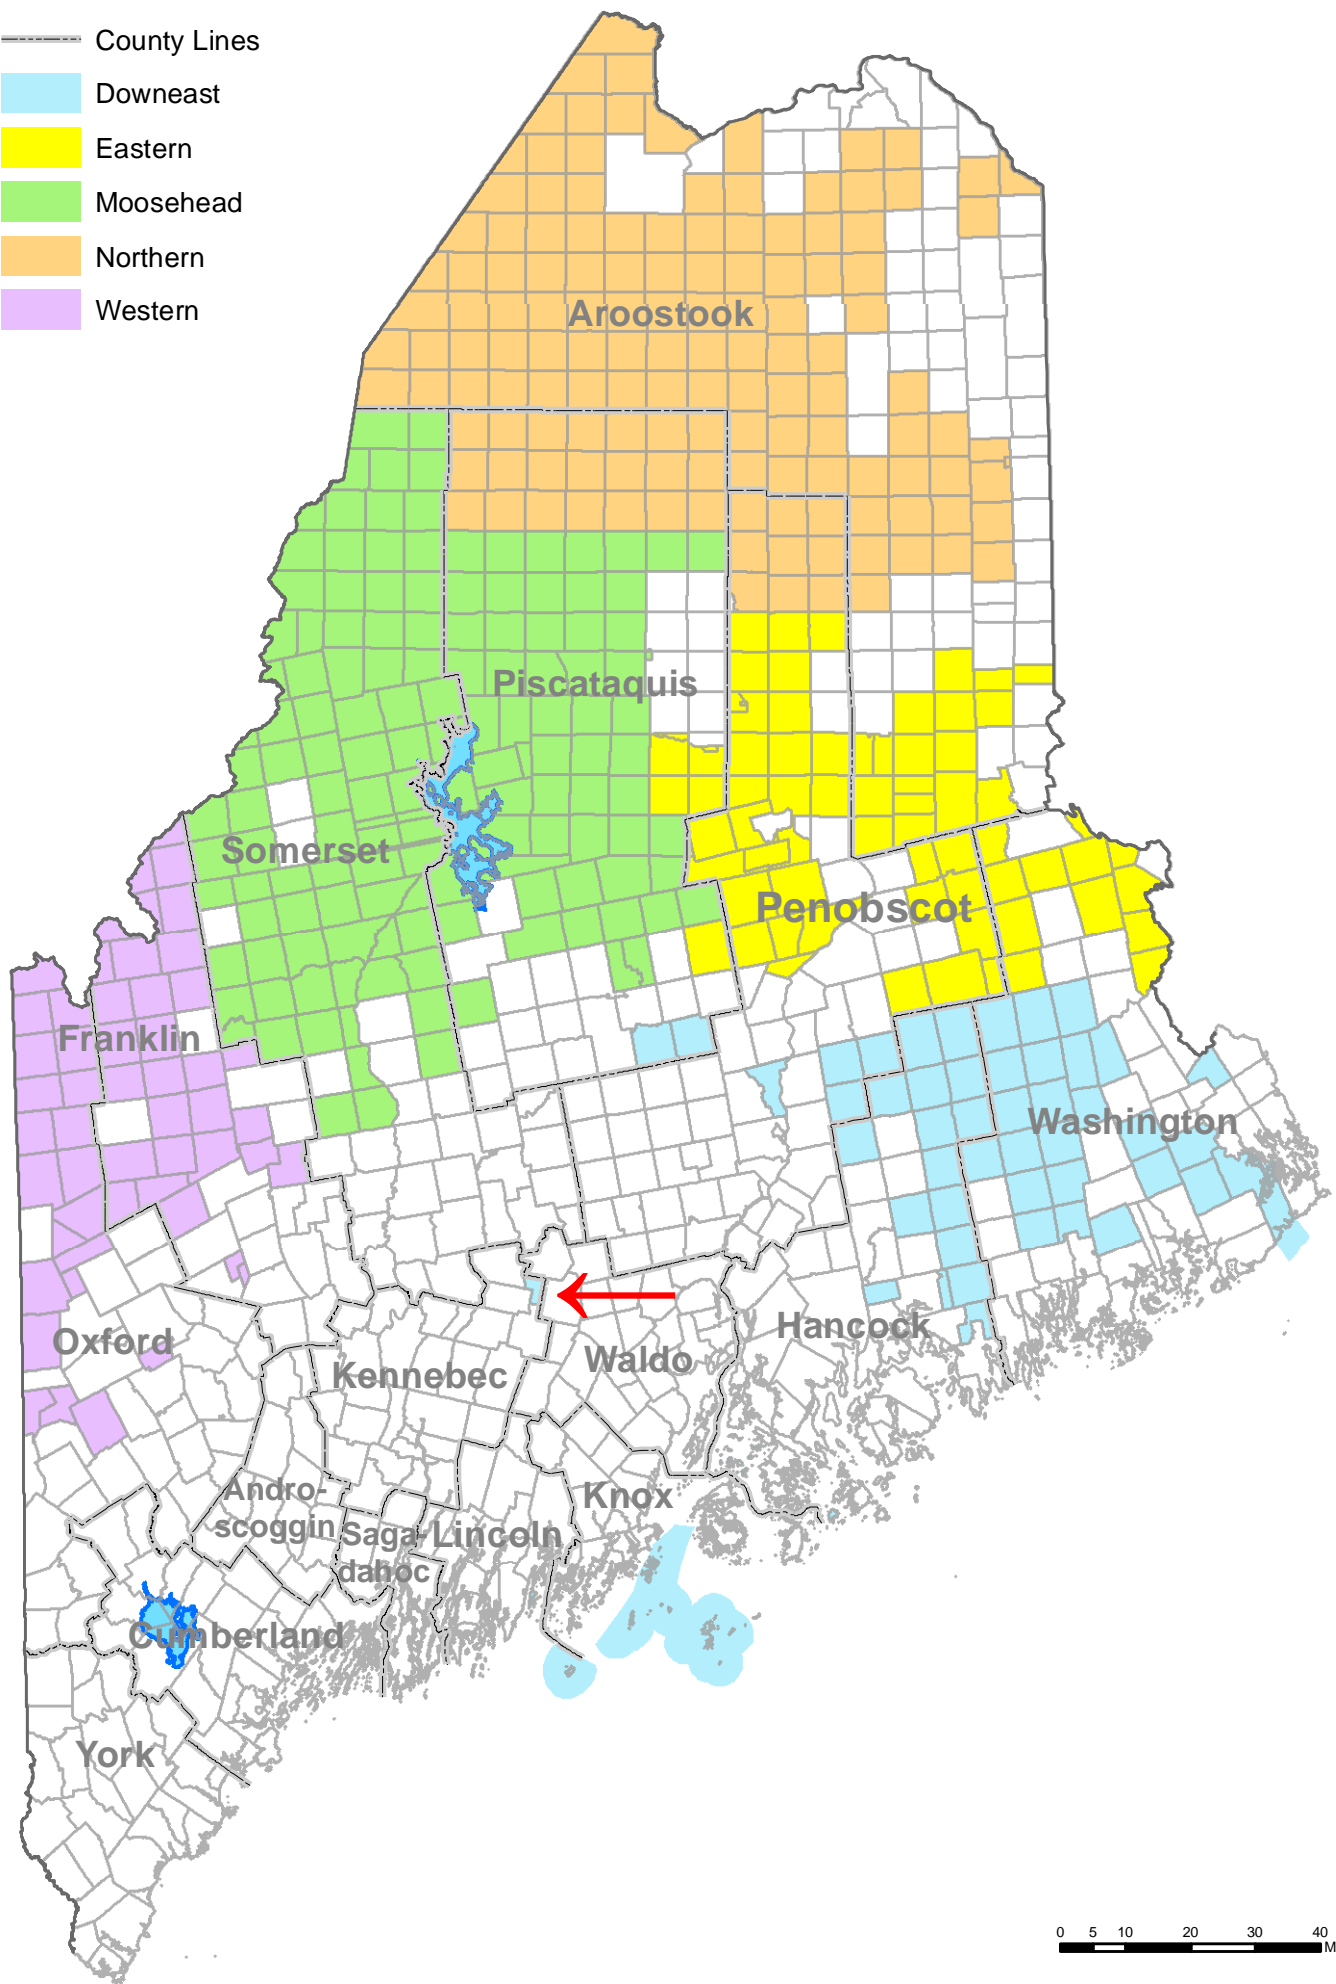 County Lines
Downeast
Eastern
Moosehead
Northern
Western
Aroostook
Piscataquis
Somerset
Penobscot
Franklin
Washington
Oxford
Hancock
Waldo
Kennebec
Andro-
scoggin
Knox
Saga-
dahoc
Lincoln
Cumberland
York
0 5 10 20 30 40
M